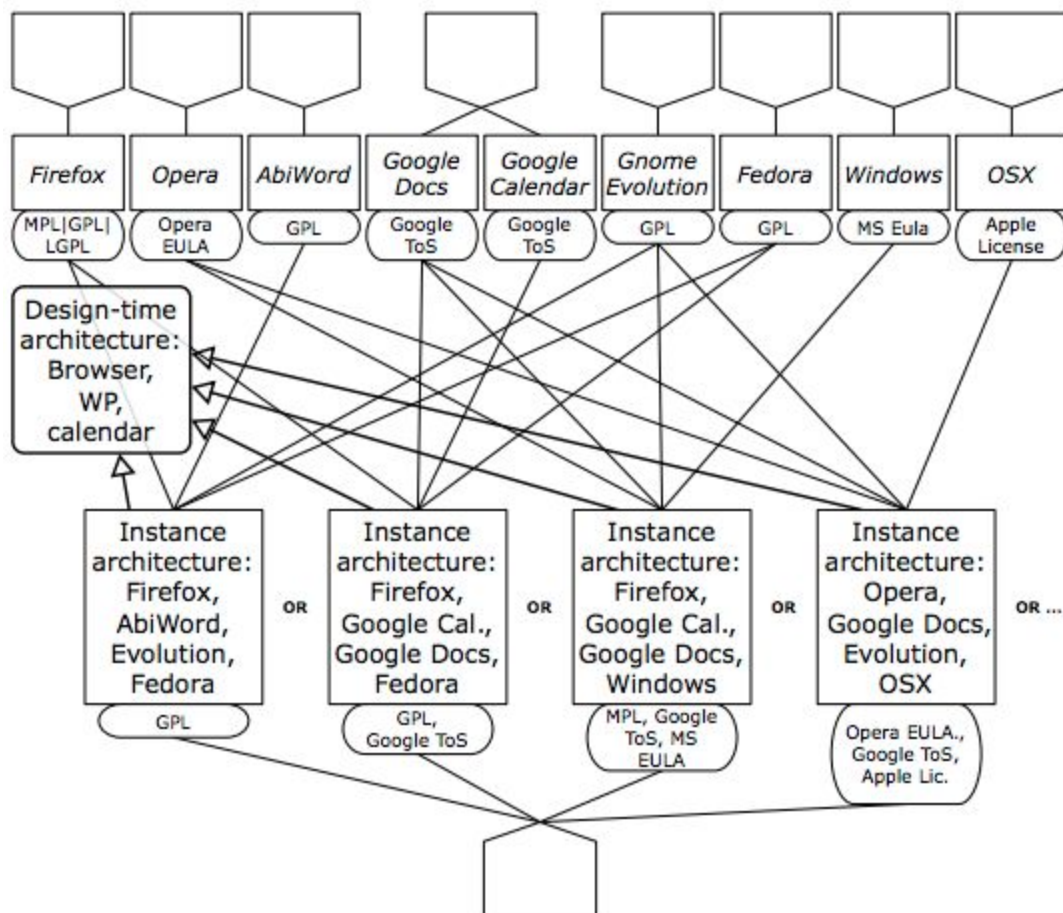 Firefox
Opera
AbiWord
Google
Docs
Google
Calendar
Gnome
Evolution
Fedora
Windows
OSX
MPL|GPL|
LGPL
Opera
EULA
GPL
Google
ToS
Google
ToS
GPL
GPL
MS Eula
Apple
License
Design-time
architecture:
Browser,
WP,
calendar
Instance
architecture:
Firefox,
AbiWord,
Evolution,
Fedora
OR
Instance
architecture:
Firefox,
Google Cal.,
Google Docs,
Fedora
OR
Instance
architecture:
Firefox,
Google Cal.,
Google Docs,
Windows
OR
Instance
architecture:
Opera,
Google Docs,
Evolution,
OSX
OR ...
GPL
GPL,
Google ToS
MPL, Google
ToS, MS
EULA
Opera EULA.,
Google ToS,
Apple Lic.